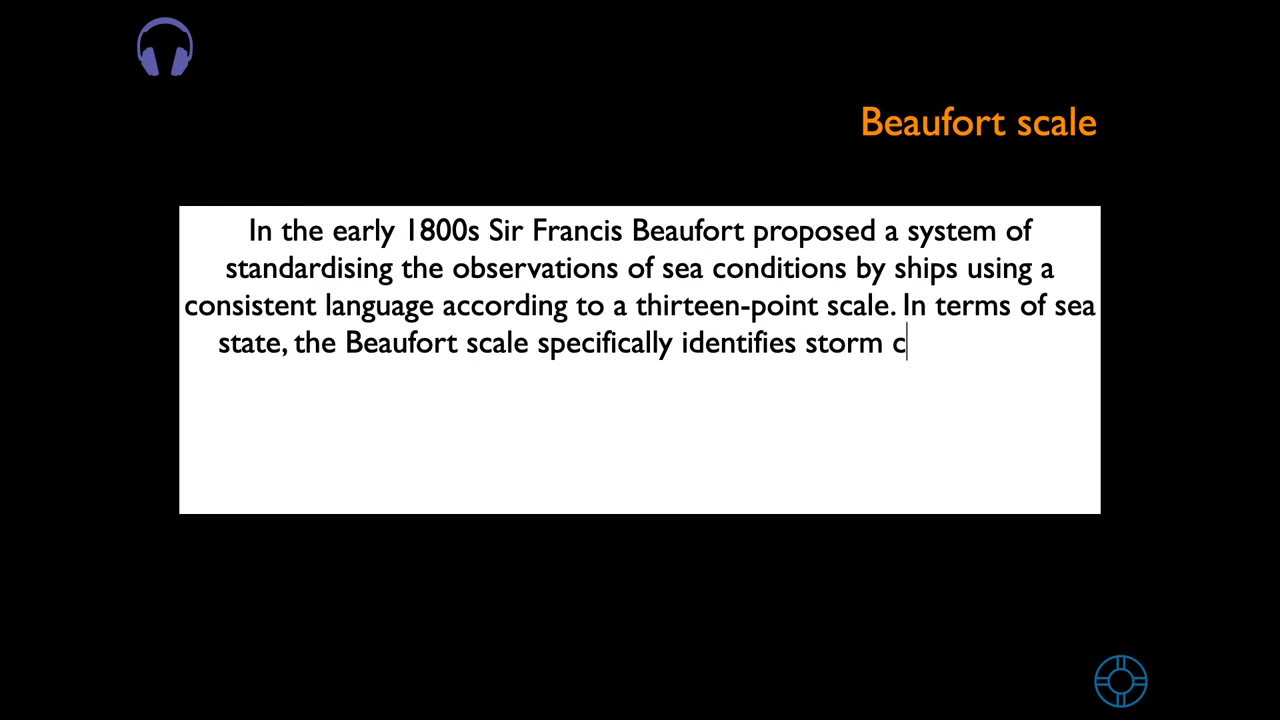 Beaufort scale
In the early 1800s Sir Francis Beaufort proposed a system of
standardising the observations of sea conditions by ships using a
consistent language according to a thirteen-point scale. In terms of sea
state, the Beaufort scale specifically identifies storm c